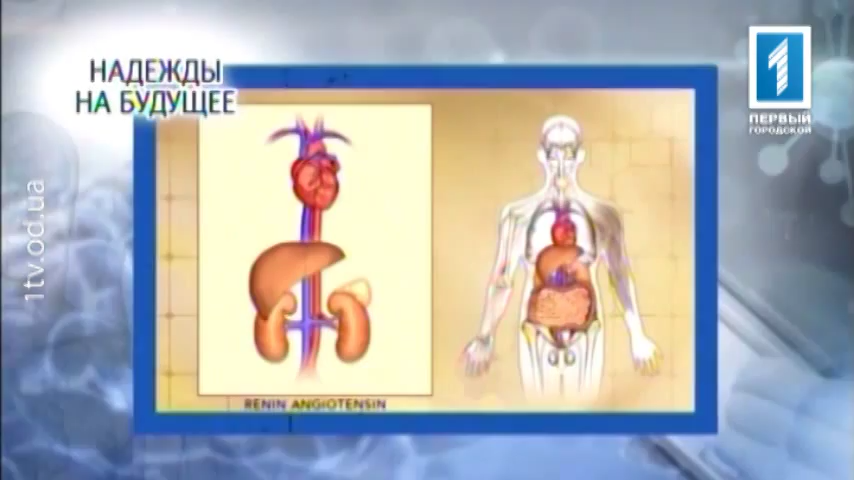 НАДЕЖДЫ
НА БУДУЩЕЕ
1
ПЕРВЫЙ
ГОРОДСКОЙ
1tv.od.ua
RENIN ANGIOTENSIN